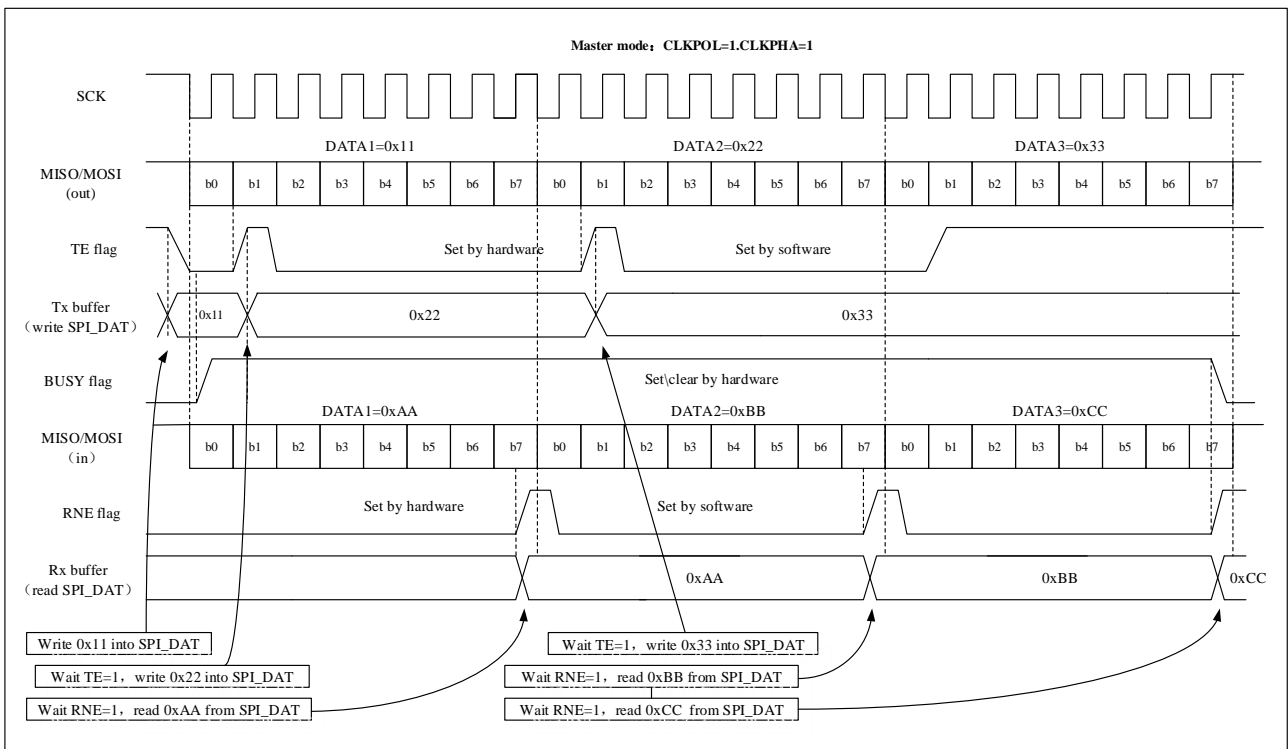 Master mode：CLKPOL=1.CLKPHA=1
SCK
DATA1=0x11 DATA2=0x22 DATA3=0x33
MISO/MOSI
(out)
b0 b1 b2 b3 b4 b5 b6 b7 b0 b1 b2 b3 b4 b5 b6 b7 b0 b1 b2 b3 b4 b5 b6 b7
TE flag
Set by hardware Set by software
Tx buffer
（write SPI_DAT）
0x11 0x22 0x33
BUSY flag
Set\clear by hardware
DATA1=0xAA DATA2=0xBB DATA3=0xCC
MISO/MOSI
（in）
b0 b1 b2 b3 b4 b5 b6 b7 b0 b1 b2 b3 b4 b5 b6 b7 b0 b1 b2 b3 b4 b5 b6 b7
RNE flag
Set by hardware Set by software
Rx buffer
（read SPI_DAT）
0xAA 0xBB 0xCC
Write 0x11 into SPI_DAT
Wait TE=1，write 0x33 into SPI_DAT
Wait TE=1，write 0x22 into SPI_DAT
Wait RNE=1，read 0xBB from SPI_DAT
Wait RNE=1，read 0xAA from SPI_DAT
Wait RNE=1，read 0xCC from SPI_DAT